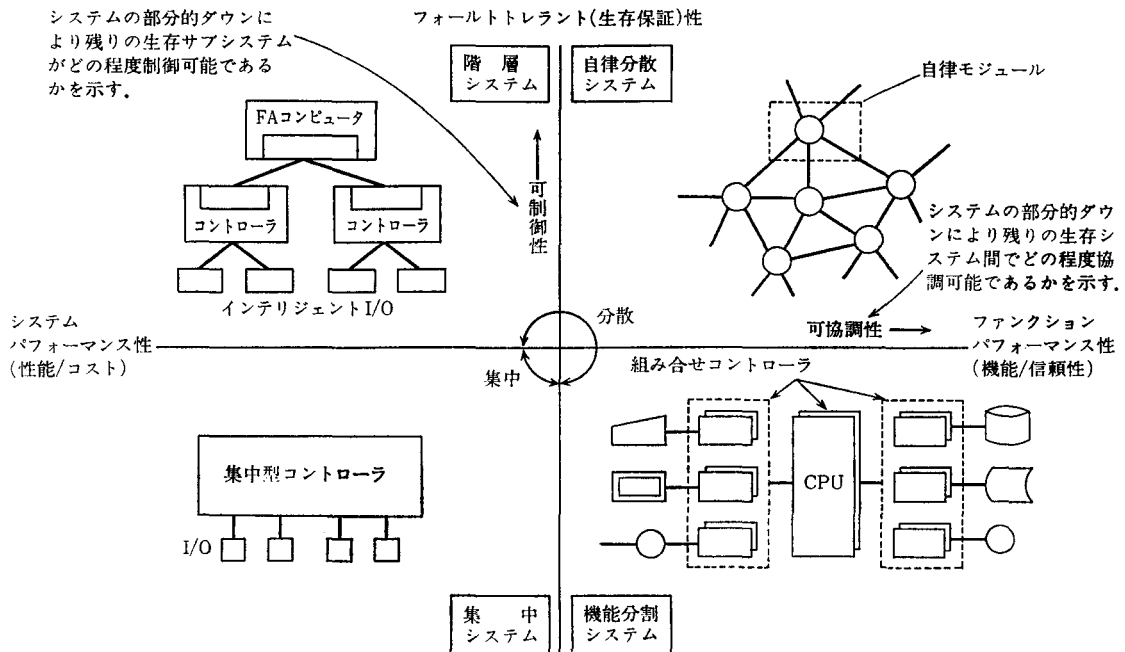 システムの部分的ダウンに
より残りの生存サブシステム
がどの程度制御可能である
かを示す.
フォールトトレラント(生存保証)性
階層
システム
自律分散
システム
自律モジュール
FAコンピュータ
コントローラ
コントローラ
インテリジェントI/O
可制御性
システムの部分的ダウ
ンにより残りの生存シ
ステム間でどの程度協
調可能であるかを示す.
システム
パフォーマンス性
(性能/コスト)
分散
集中
可協調性
ファンクション
パフォーマンス性
(機能/信頼性)
組み合せコントローラ
集中型コントローラ
I/O
CPU
集中
システム
機能分割
システム